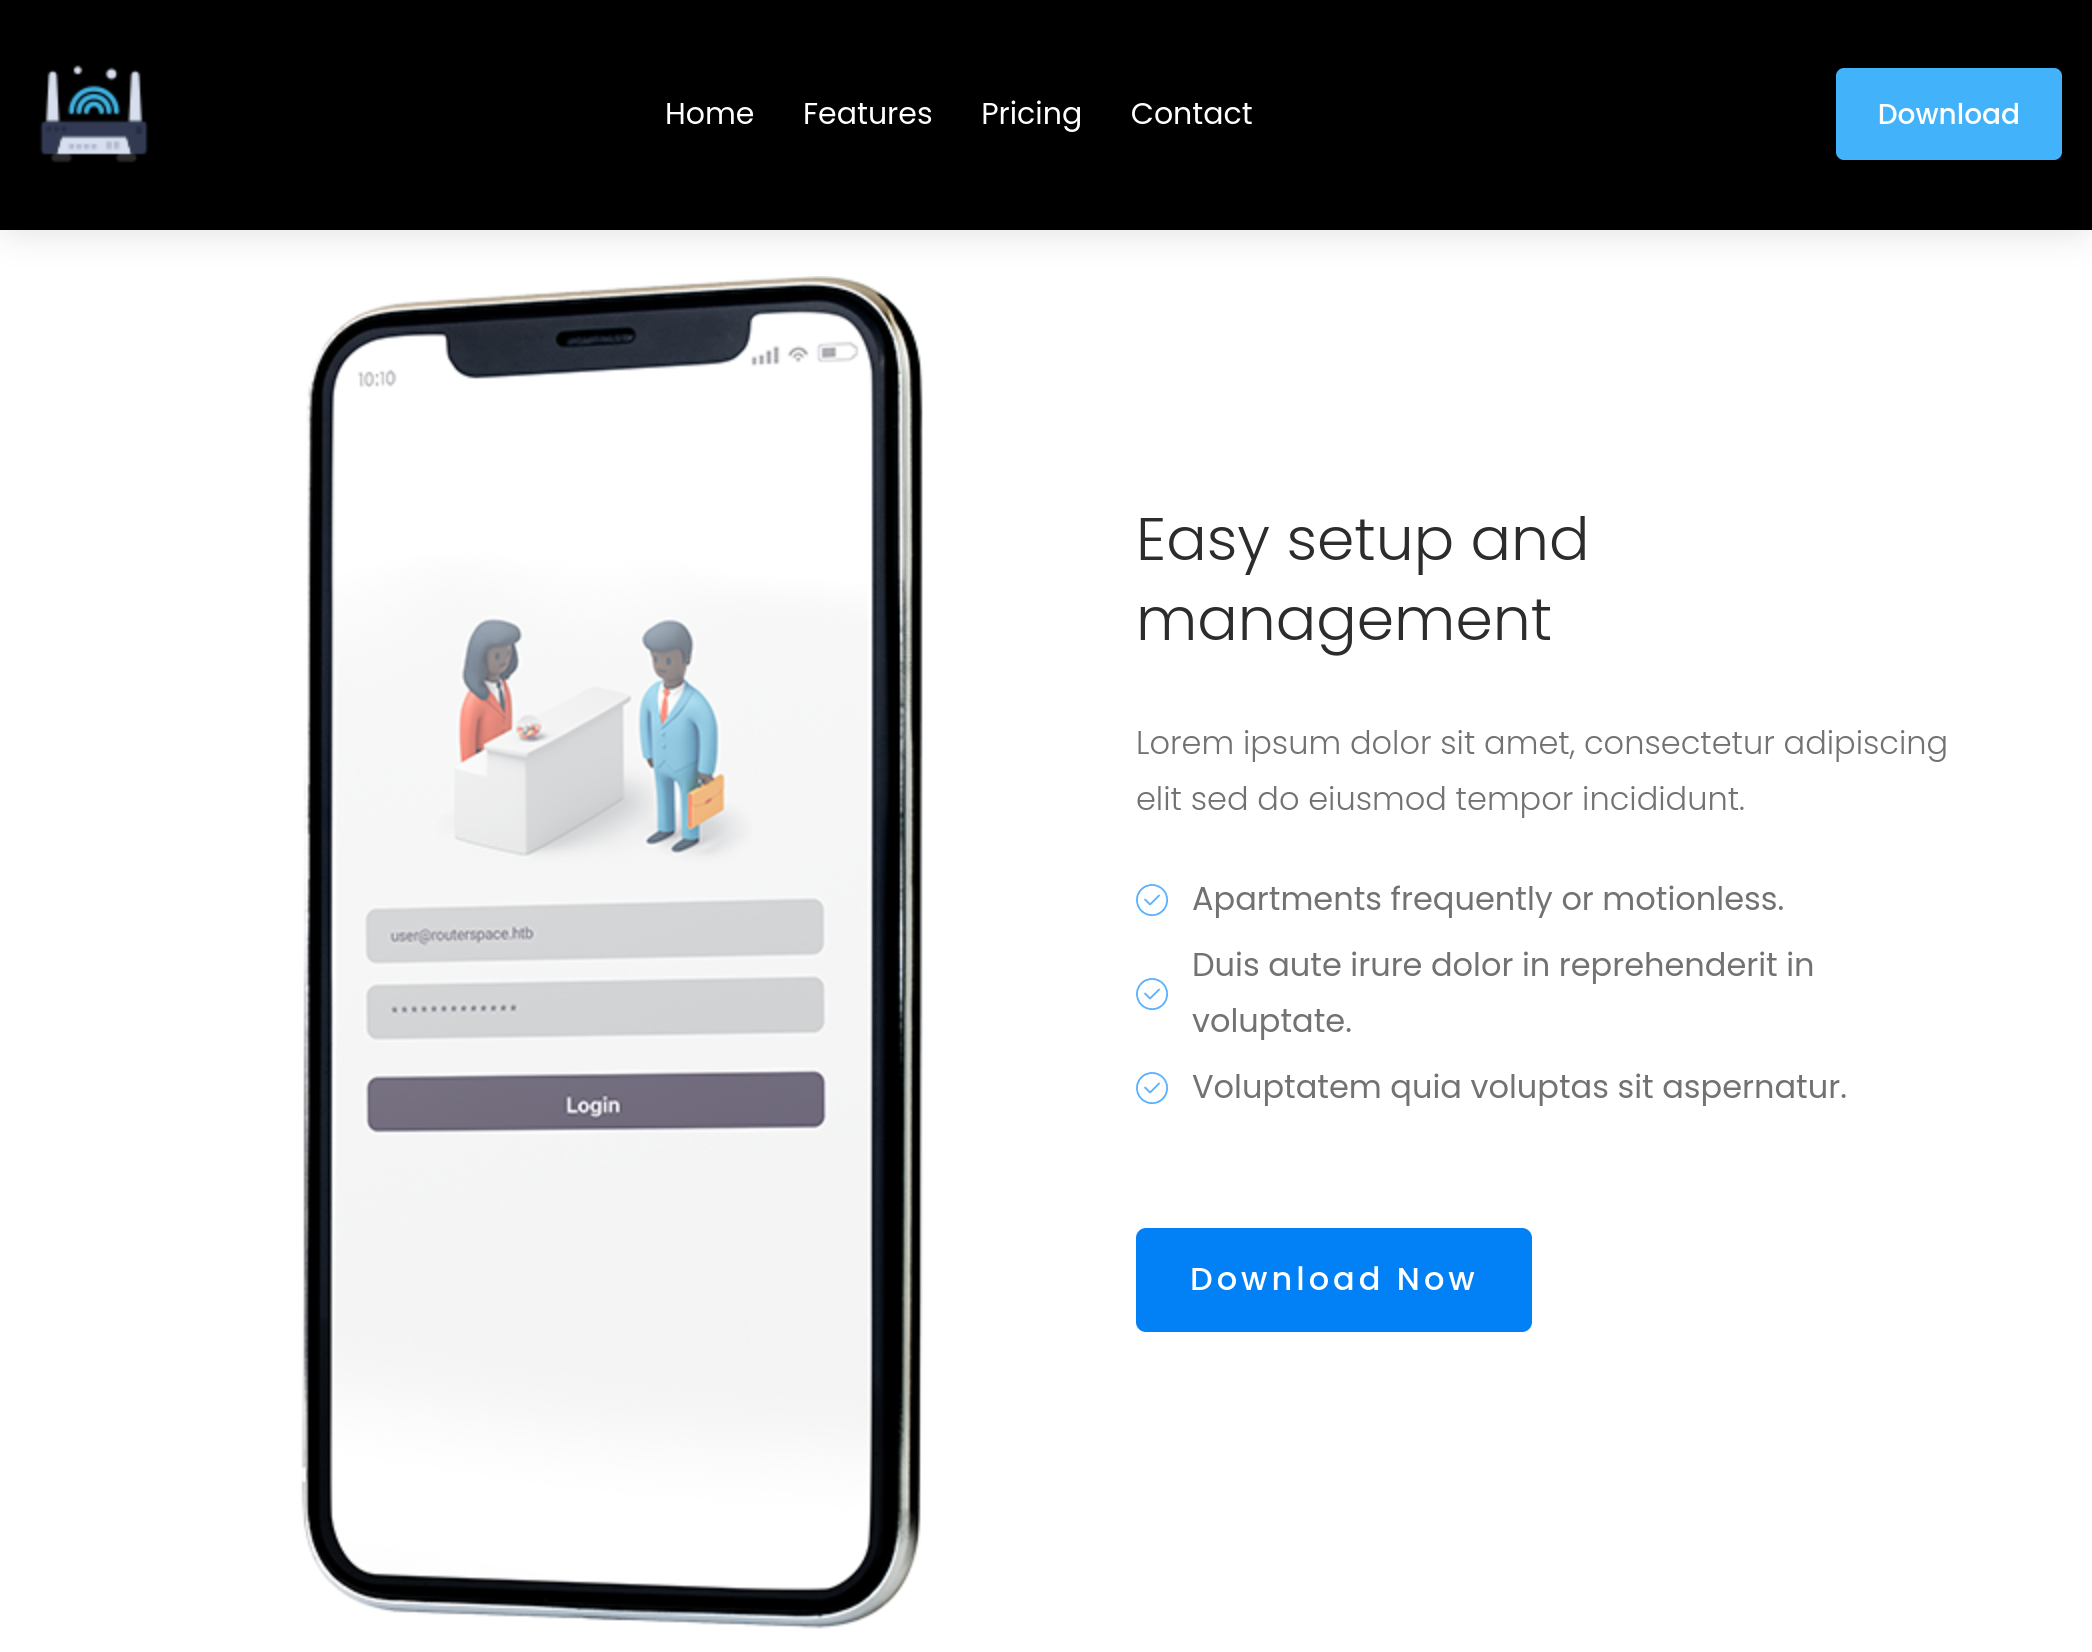 Home Features Pricing Contact
Download
10:10
user@routerspace.htb
•••••••••••••
Login
Easy setup and
management
Lorem ipsum dolor sit amet, consectetur adipiscing
elit sed do eiusmod tempor incididunt.
Apartments frequently or motionless.
Duis aute irure dolor in reprehenderit in
voluptate.
Voluptatem quia voluptas sit aspernatur.
Download Now